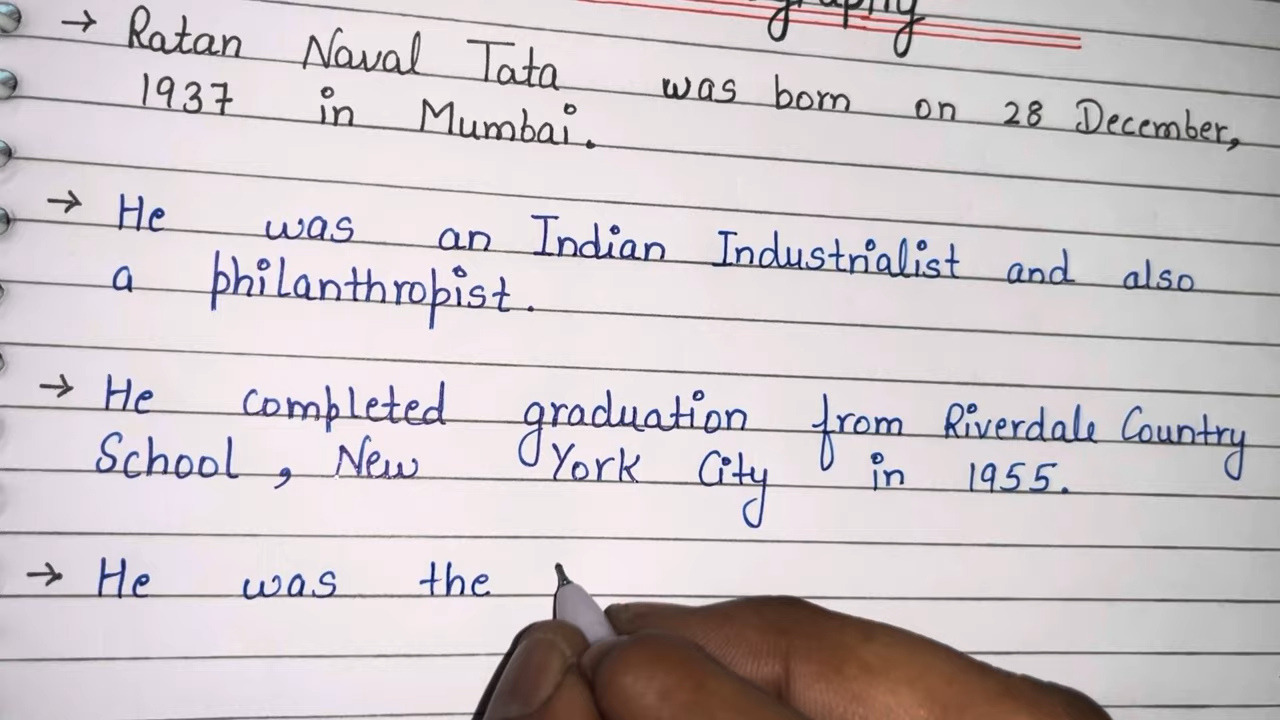 → Ratan Naval Tata was born on 28 December,
1937 in Mumbai.
→ He was an Indian Industrialist and also
a philanthropist.
→ He completed graduation from Riverdale Country
School, New York City in 1955.
→ He was the